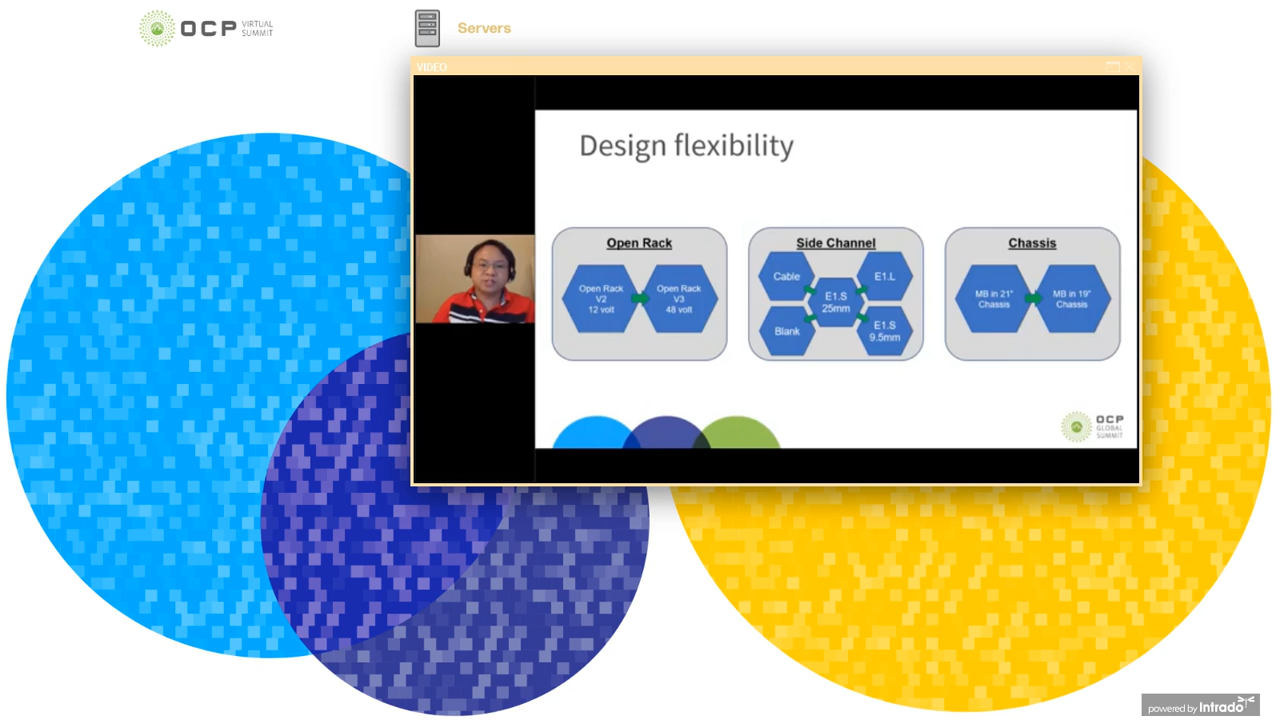 OCP VIRTUAL
SUMMIT
Servers
VIDEO
Design flexibility
Open Rack
Open Rack
V2
12 volt
Open Rack
V3
48 volt
Side Channel
Cable
E1.L
E1.S
25mm
Blank
E1.S
9.5mm
Chassis
MB in 21"
Chassis
MB in 19"
Chassis
OCP
GLOBAL
SUMMIT
powered by Intrado